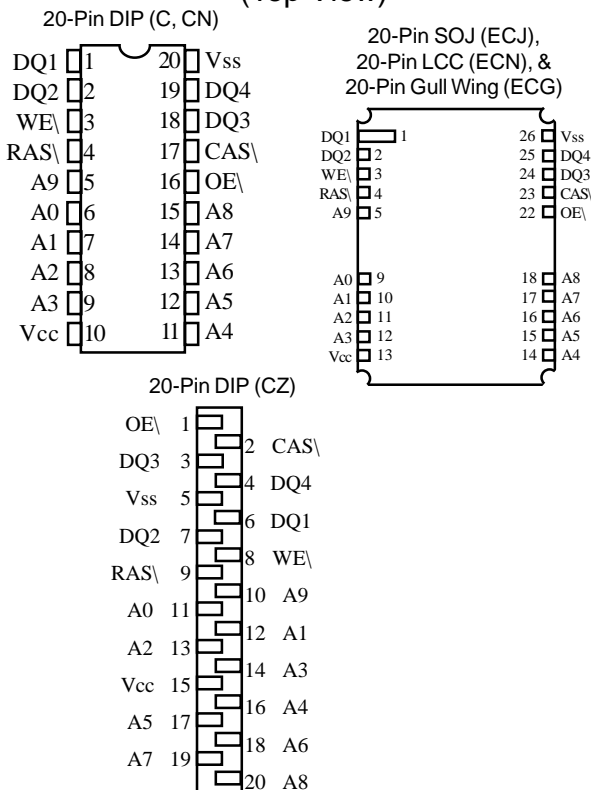 (Top View)
20-Pin DIP (C, CN)
DQ1 1 20 Vss
DQ2 2 19 DQ4
WE\ 3 18 DQ3
RAS\ 4 17 CAS\
A9 5 16 OE\
A0 6 15 A8
A1 7 14 A7
A2 8 13 A6
A3 9 12 A5
Vcc 10 11 A4
20-Pin SOJ (ECJ),
20-Pin LCC (ECN), &
20-Pin Gull Wing (ECG)
DQ1 1 26 Vss
DQ2 2 25 DQ4
WE\ 3 24 DQ3
RAS\ 4 23 CAS\
A9 5 22 OE\
A0 9 18 A8
A1 10 17 A7
A2 11 16 A6
A3 12 15 A5
Vcc 13 14 A4
20-Pin DIP (CZ)
OE\ 1
2 CAS\
DQ3 3
4 DQ4
Vss 5
6 DQ1
DQ2 7
8 WE\
RAS\ 9
10 A9
A0 11
12 A1
A2 13
14 A3
Vcc 15
16 A4
A5 17
18 A6
A7 19
20 A8